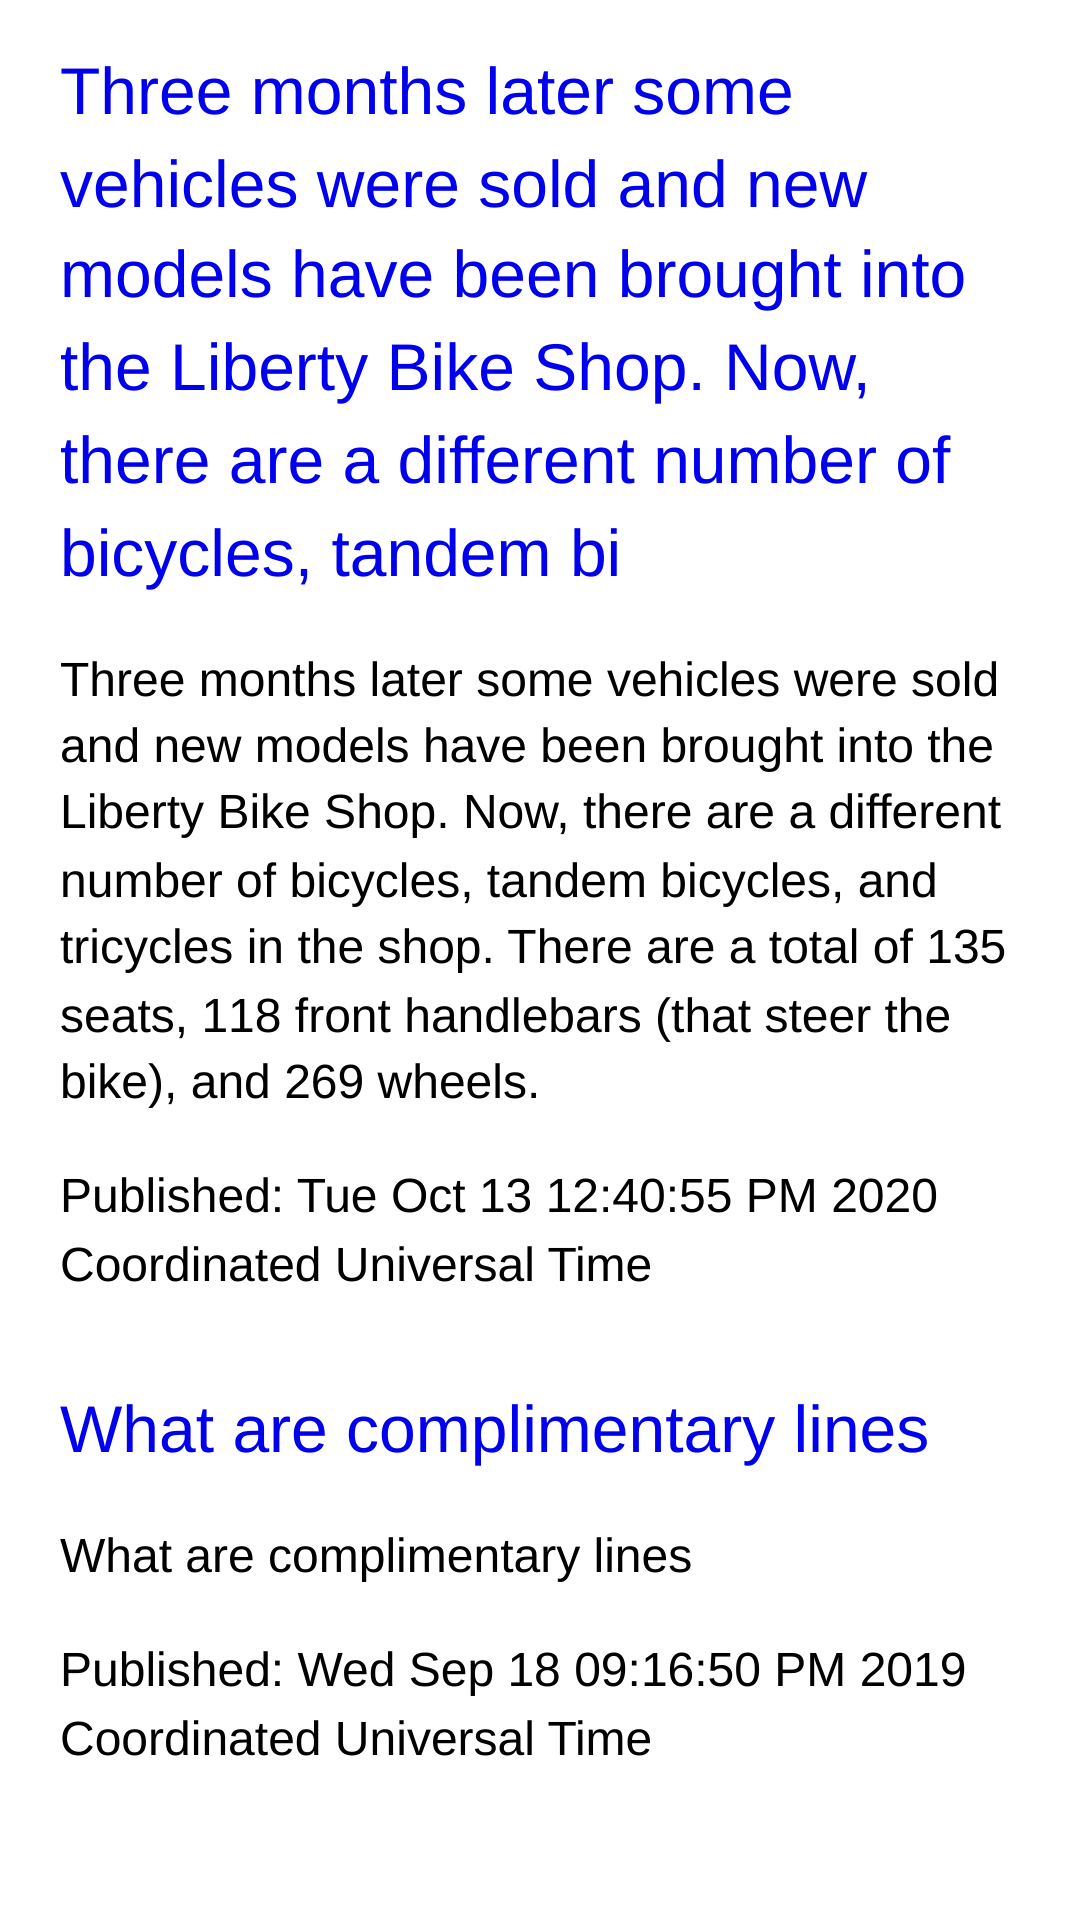 Three months later some
vehicles were sold and new
models have been brought into
the Liberty Bike Shop. Now,
there are a different number of
bicycles, tandem bi
Three months later some vehicles were sold
and new models have been brought into the
Liberty Bike Shop. Now, there are a different
number of bicycles, tandem bicycles, and
tricycles in the shop. There are a total of 135
seats, 118 front handlebars (that steer the
bike), and 269 wheels.
Published: Tue Oct 13 12:40:55 PM 2020
Coordinated Universal Time
What are complimentary lines
What are complimentary lines
Published: Wed Sep 18 09:16:50 PM 2019
Coordinated Universal Time